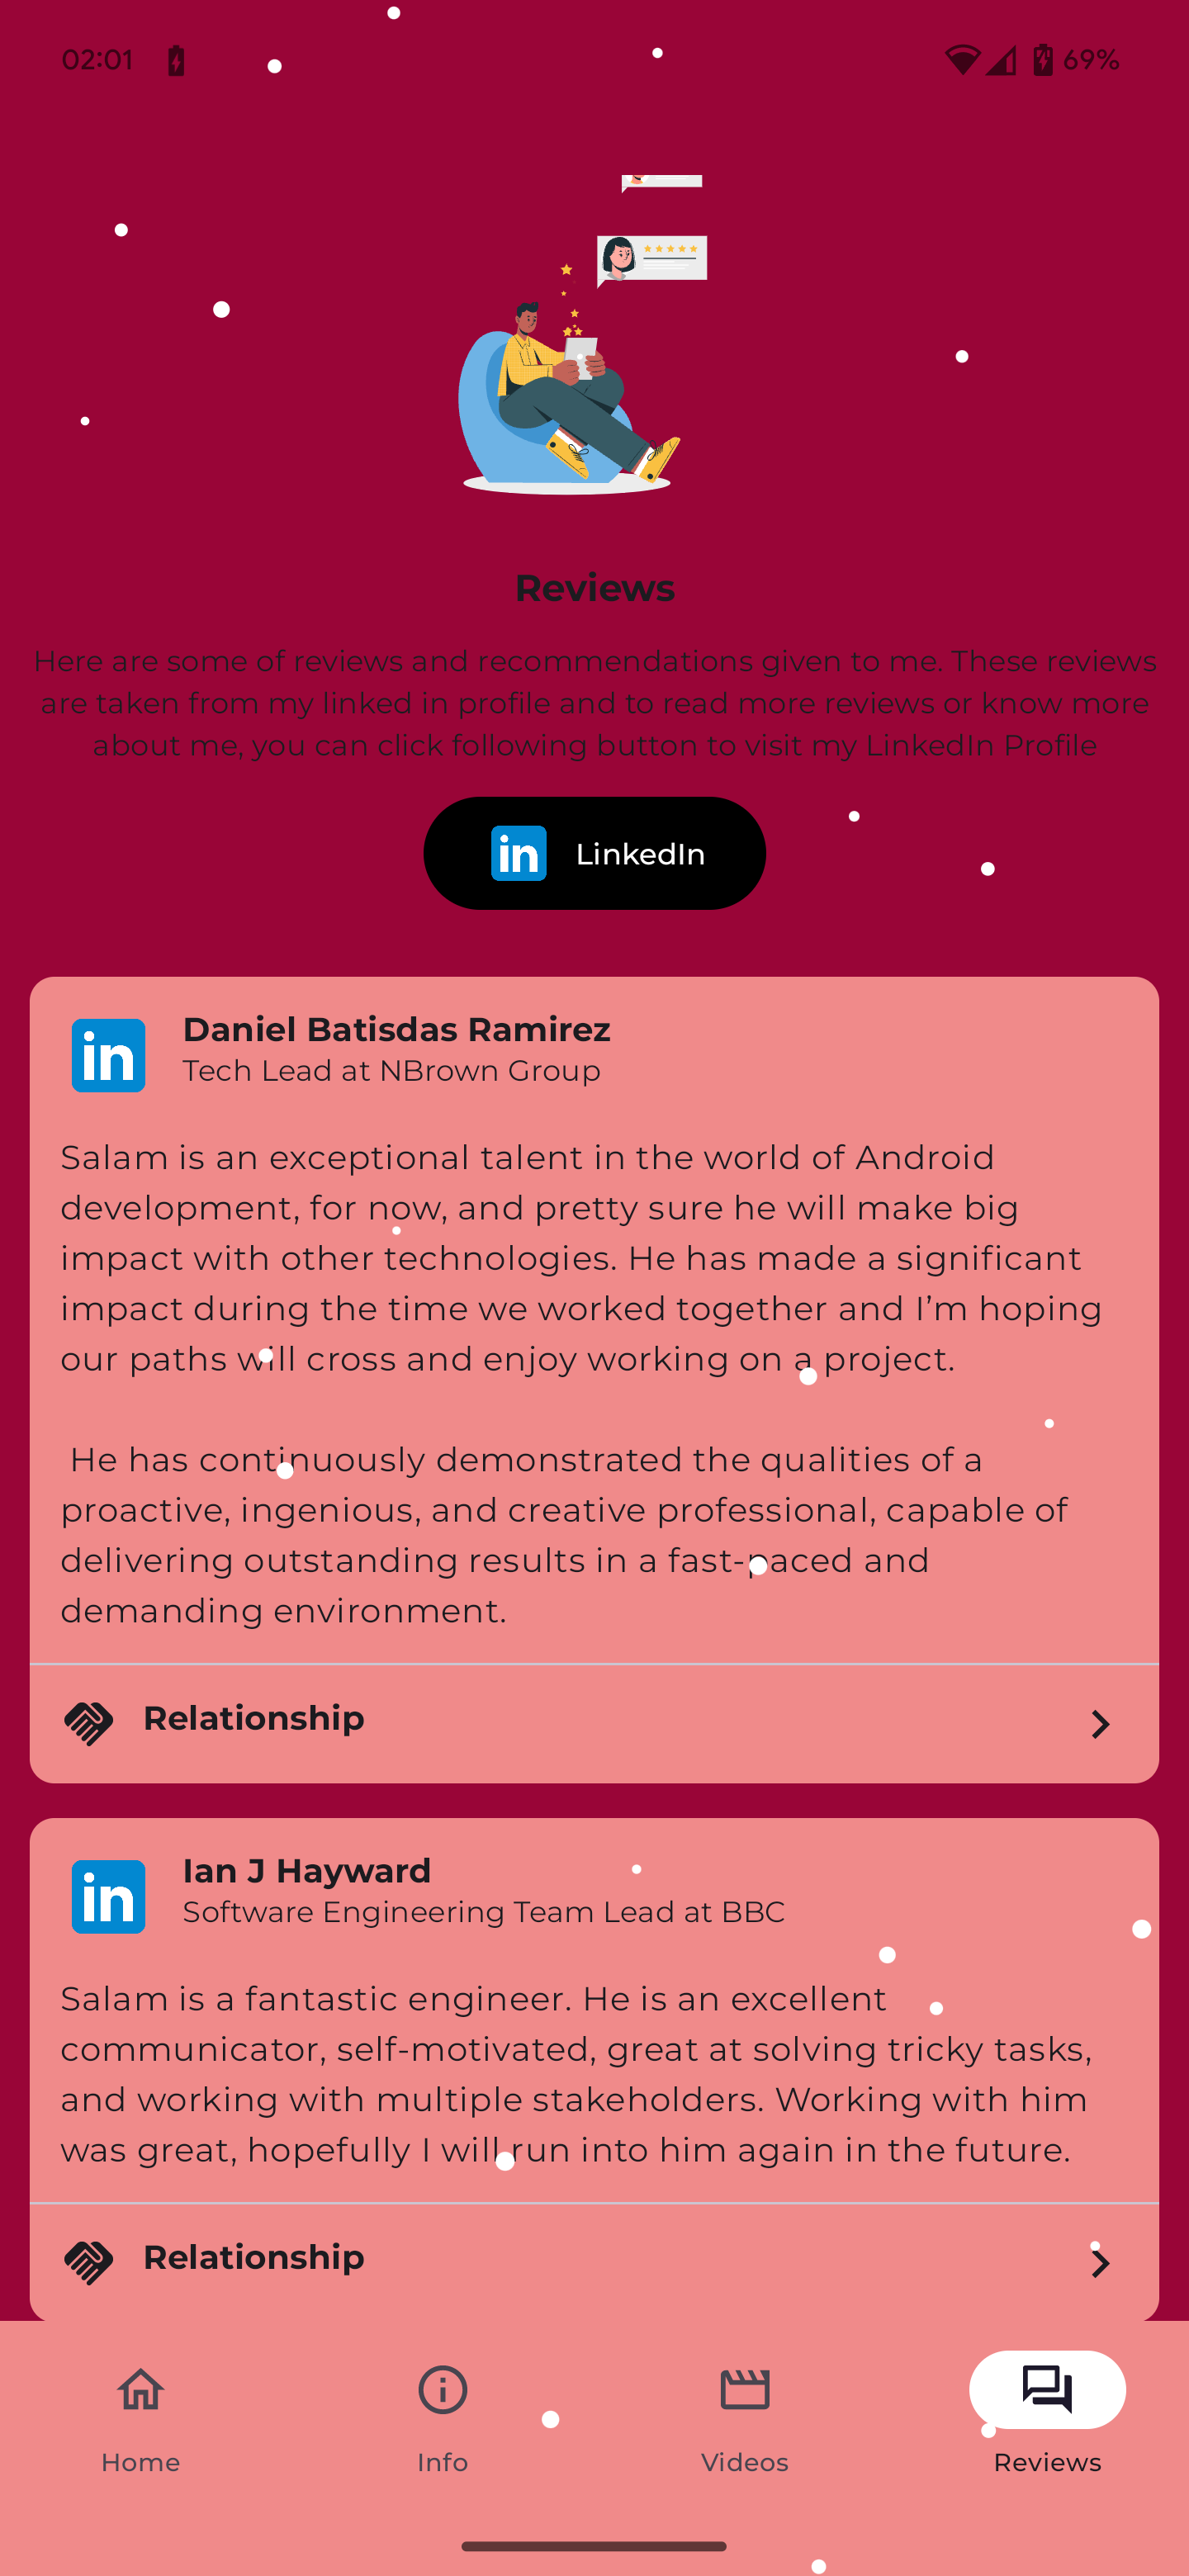 02:01
69%
Reviews
Here are some of reviews and recommendations given to me. These reviews
are taken from my linked in profile and to read more reviews or know more
about me, you can click following button to visit my LinkedIn Profile
in LinkedIn
in
Daniel Batisdas Ramirez
Tech Lead at NBrown Group
Salam is an exceptional talent in the world of Android
development, for now, and pretty sure he will make big
impact with other technologies. He has made a significant
impact during the time we worked together and I’m hoping
our paths will cross and enjoy working on a project.
He has continuously demonstrated the qualities of a
proactive, ingenious, and creative professional, capable of
delivering outstanding results in a fast-paced and
demanding environment.
Relationship
in
Ian J Hayward
Software Engineering Team Lead at BBC
Salam is a fantastic engineer. He is an excellent
communicator, self-motivated, great at solving tricky tasks,
and working with multiple stakeholders. Working with him
was great, hopefully I will run into him again in the future.
Relationship
Home
Info
Videos
Reviews